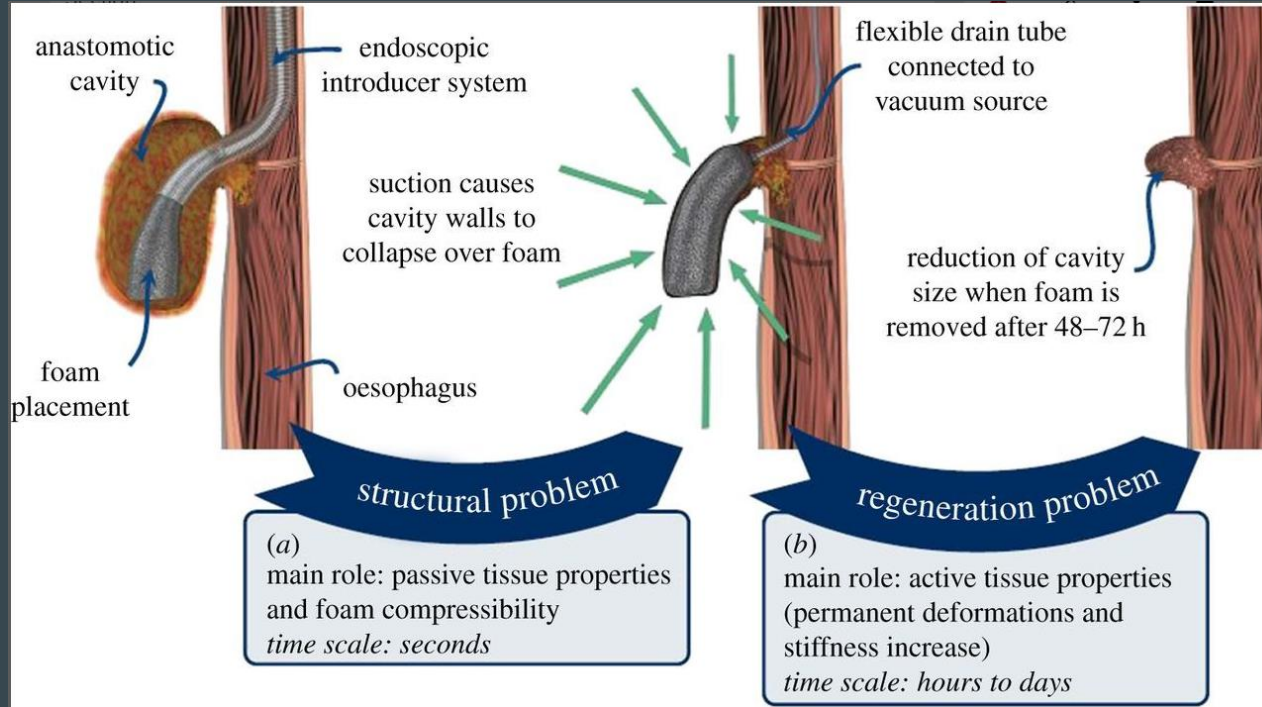 anastomotic
cavity
endoscopic
introducer system
foam
placement
oesophagus
suction causes
cavity walls to
collapse over foam
flexible drain tube
connected to
vacuum source
reduction of cavity
size when foam is
removed after 48–72 h
structural problem
(a)
main role: passive tissue properties
and foam compressibility
time scale: seconds
regeneration problem
(b)
main role: active tissue properties
(permanent deformations and
stiffness increase)
time scale: hours to days